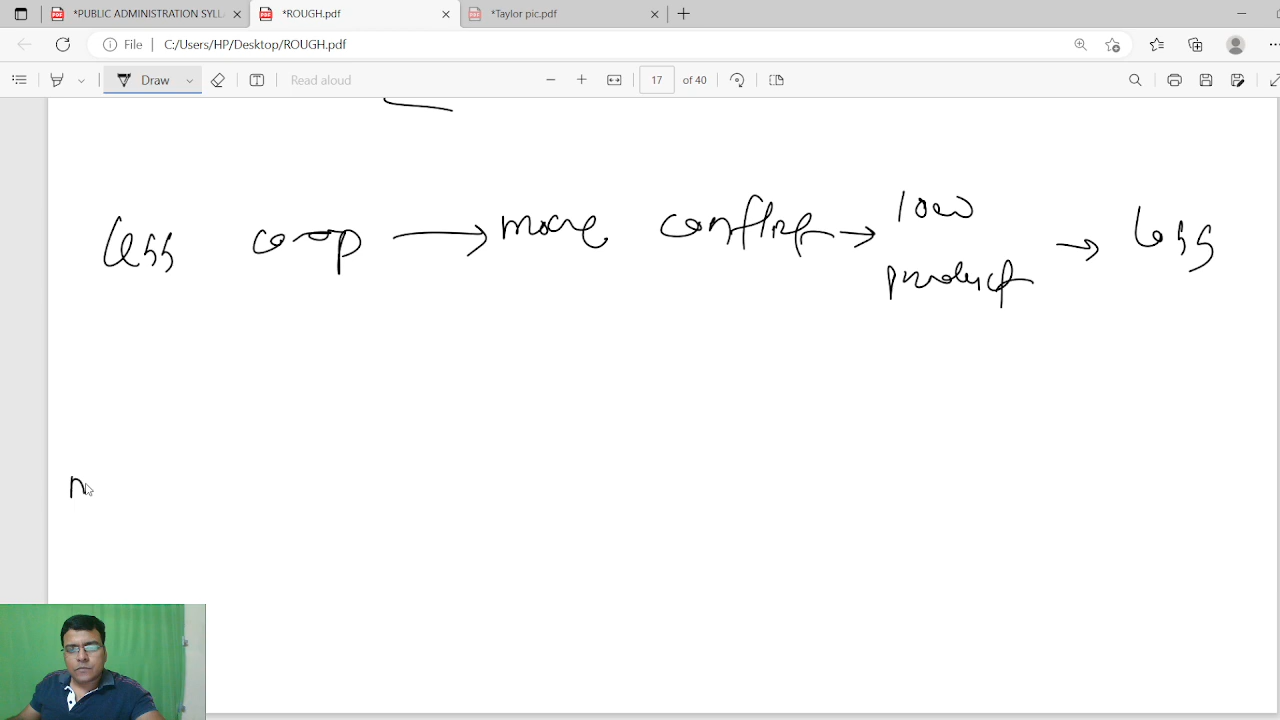 *PUBLIC ADMINISTRATION SYLLA
*ROUGH.pdf
*Taylor pic.pdf
File
C:/Users/HP/Desktop/ROUGH.pdf
Draw
Read aloud
17 of 40
less coop → more conflict → low product → loss